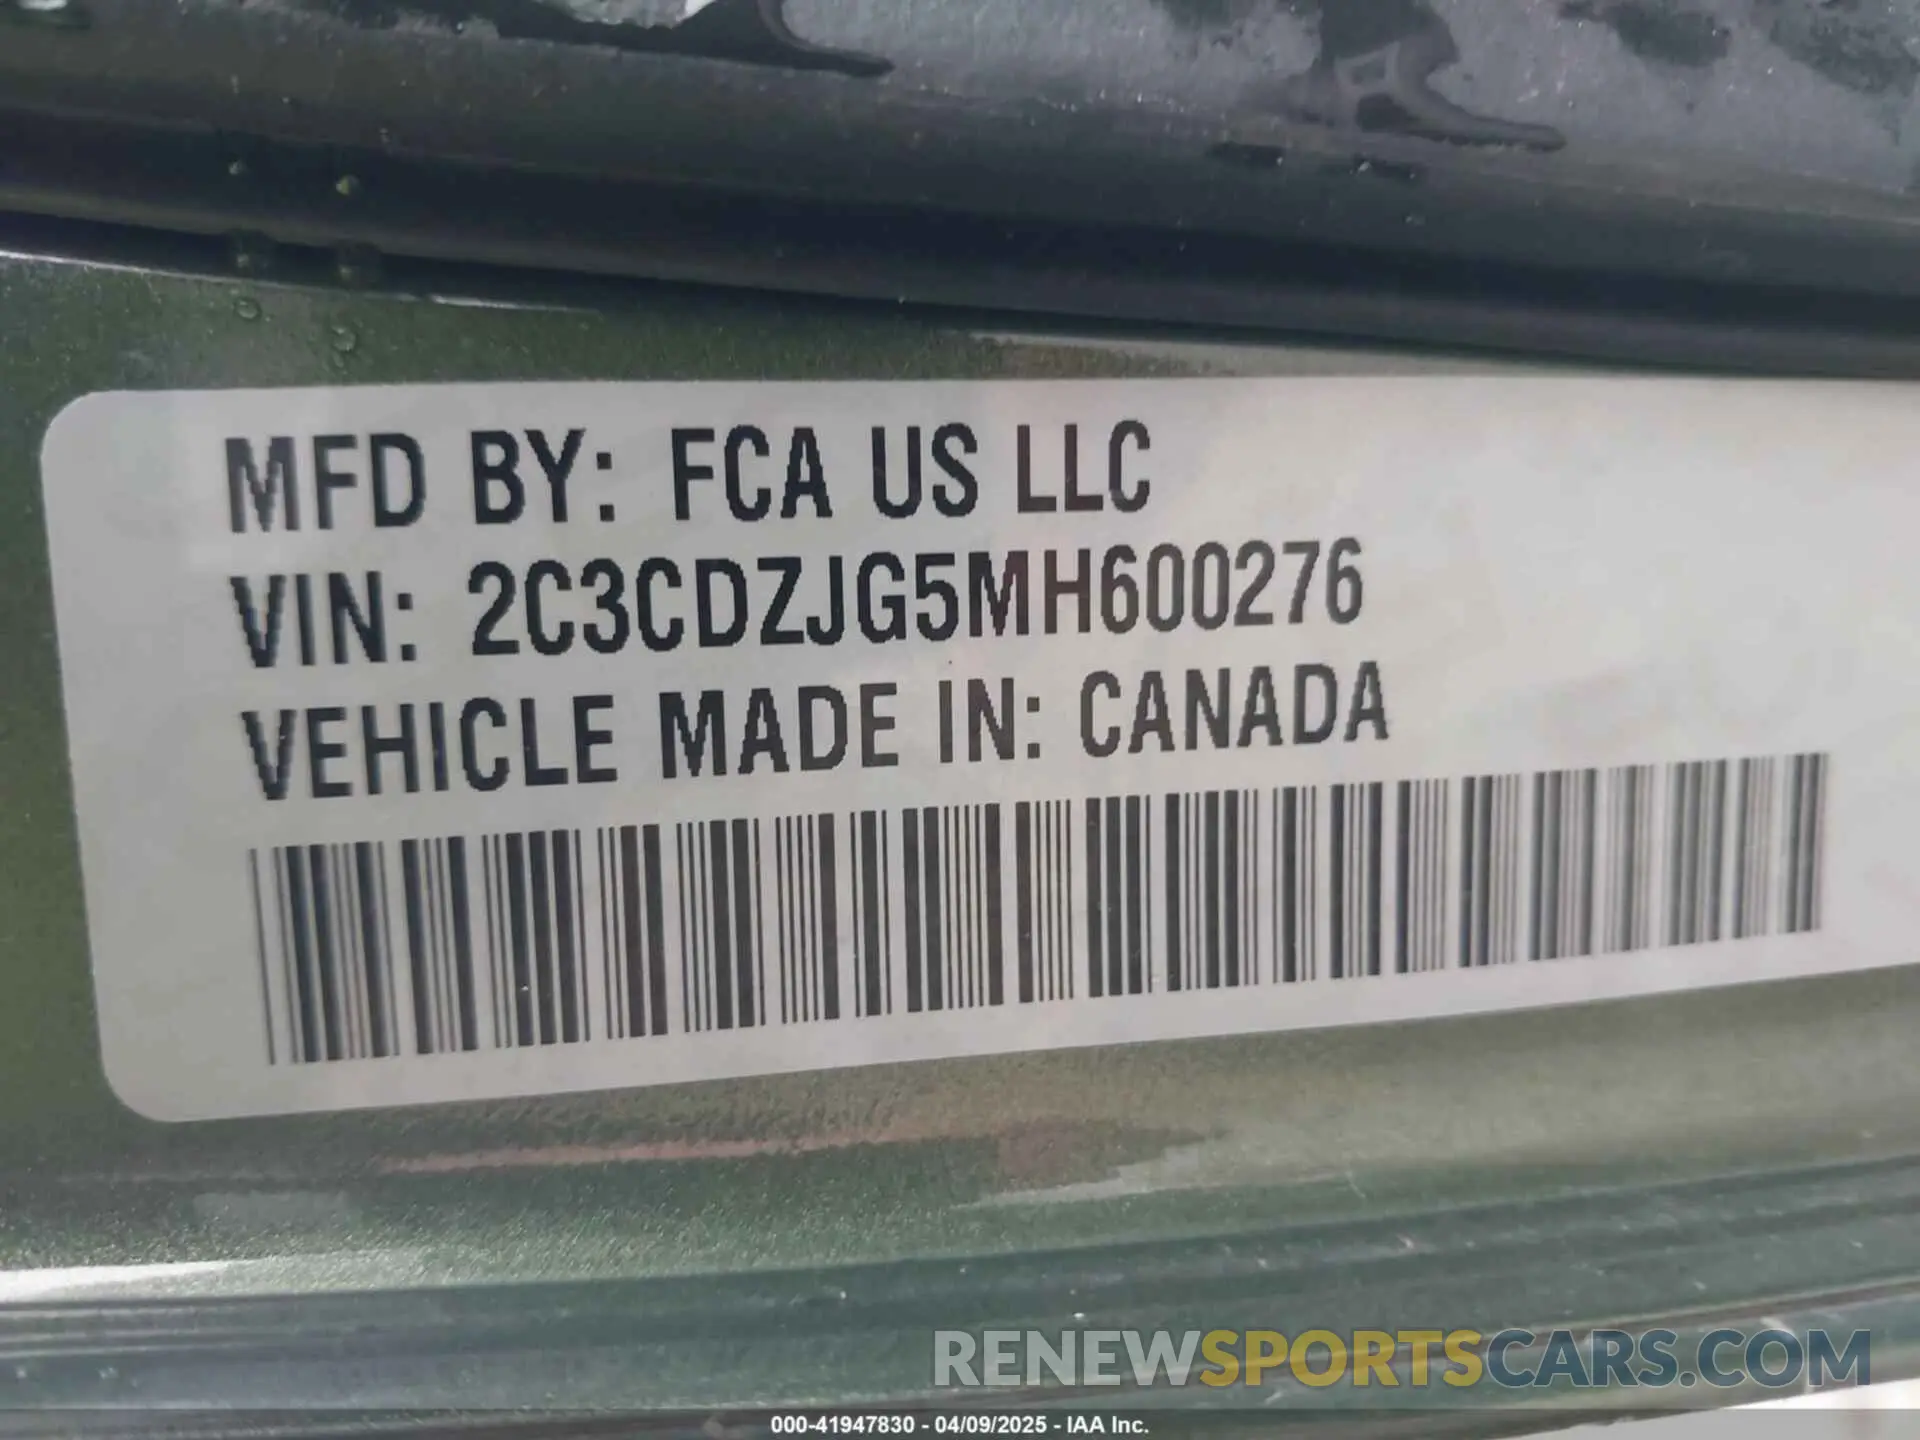 MFD BY: FCA US LLC
VIN: 2C3CDZJG5MH600276
VEHICLE MADE IN: CANADA
RENEWSPORTSCARS.COM
000-41947830 - 04/09/2025 - IAA Inc.